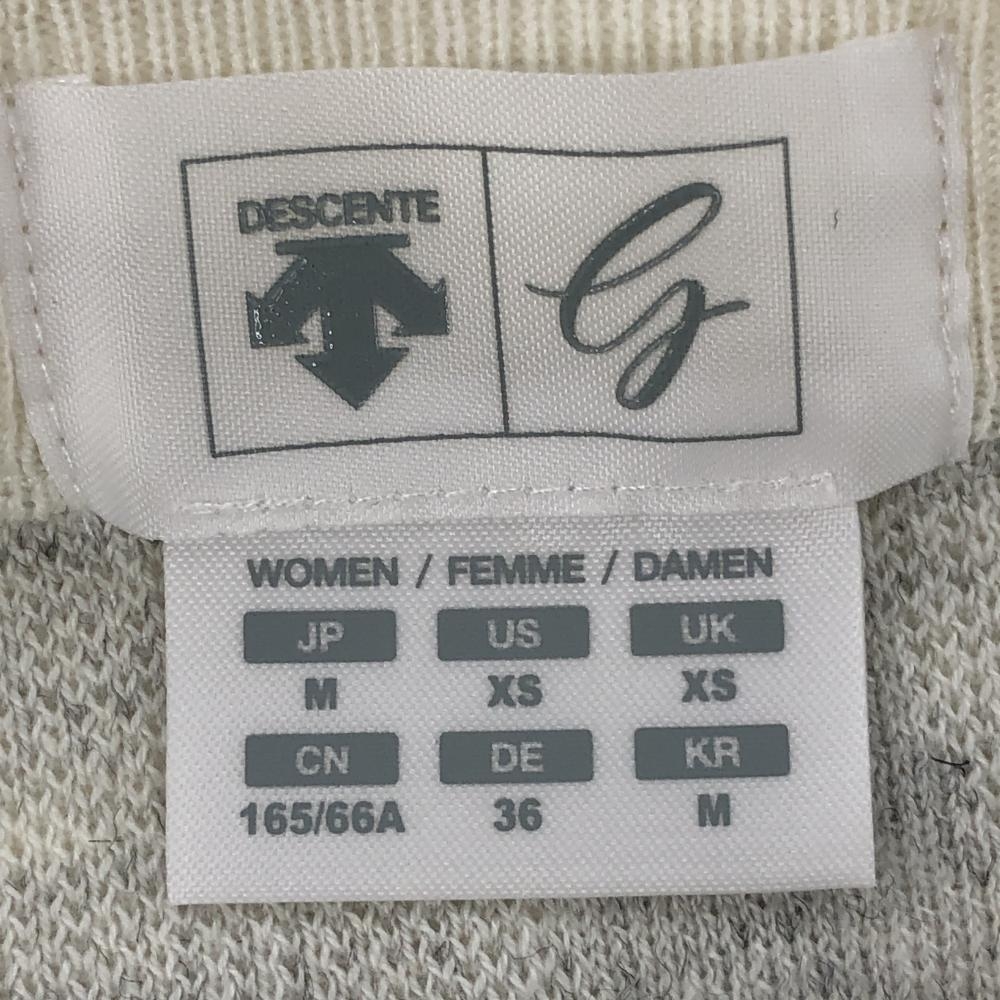 DESCENTE
G
WOMEN / FEMME / DAMEN
JP US UK
M XS XS
CN DE KR
165/66A 36 M